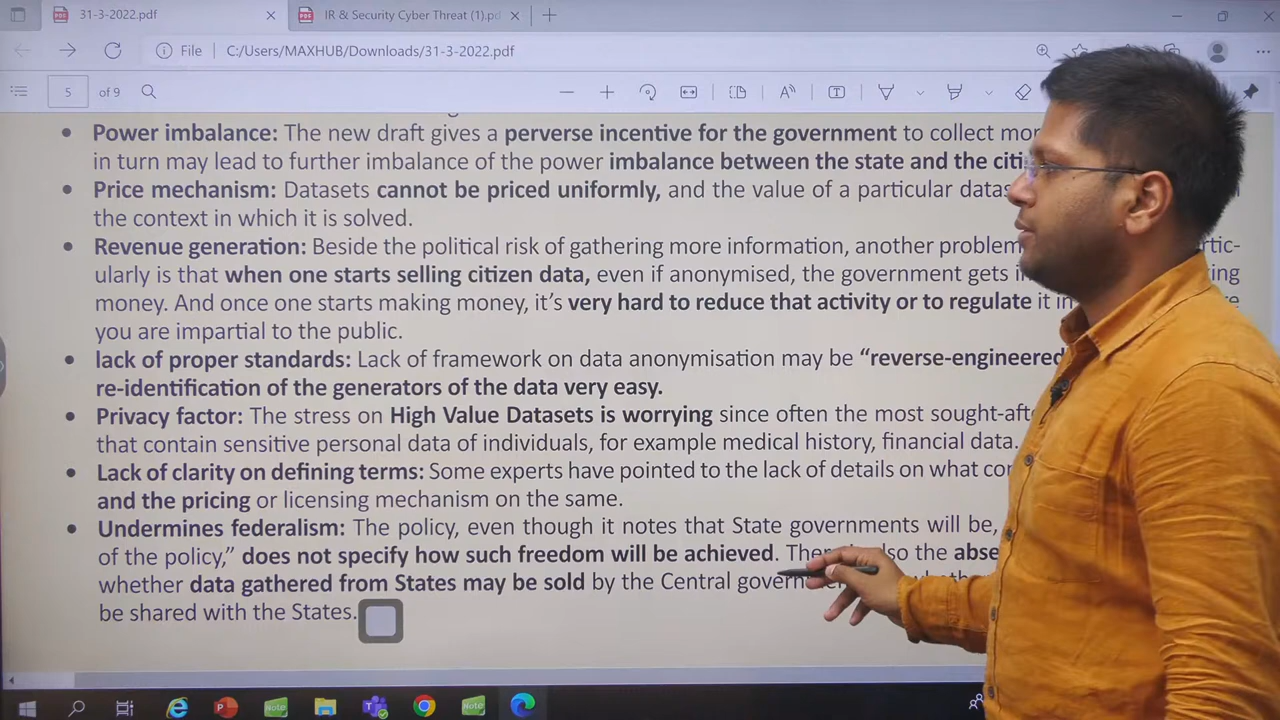 31-3-2022.pdf
IR & Security Cyber Threat (1).pd
File C:/Users/MAXHUB/Downloads/31-3-2022.pdf
5 of 9
• Power imbalance: The new draft gives a perverse incentive for the government to collect
in turn may lead to further imbalance of the power imbalance between the state and the
• Price mechanism: Datasets cannot be priced uniformly, and the value of a particular
the context in which it is solved.
• Revenue generation: Beside the political risk of gathering more information, another problem
ularly is that when one starts selling citizen data, even if anonymised, the government gets
money. And once one starts making money, it's very hard to reduce that activity or to regulate it
you are impartial to the public.
• lack of proper standards: Lack of framework on data anonymisation may be “reverse-engineered
re-identification of the generators of the data very easy.
• Privacy factor: The stress on High Value Datasets is worrying since often the most
that contain sensitive personal data of individuals, for example medical history, financial data.
• Lack of clarity on defining terms: Some experts have pointed to the lack of details on what
and the pricing or licensing mechanism on the same.
• Undermines federalism: The policy, even though it notes that State governments will be,
of the policy,” does not specify how such freedom will be achieved. also the
whether data gathered from States may be sold by the Central
be shared with the States.